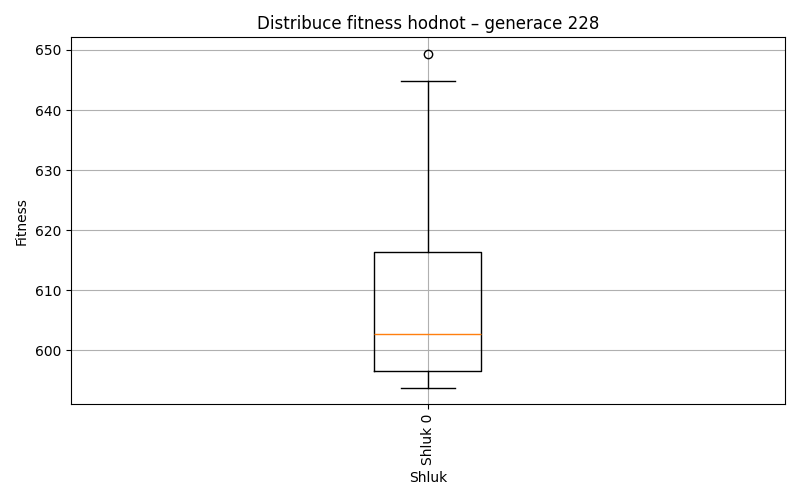 Distribuce fitness hodnot – generace 228
650
640
630
620
610
600
Fitness
Shluk 0
Shluk